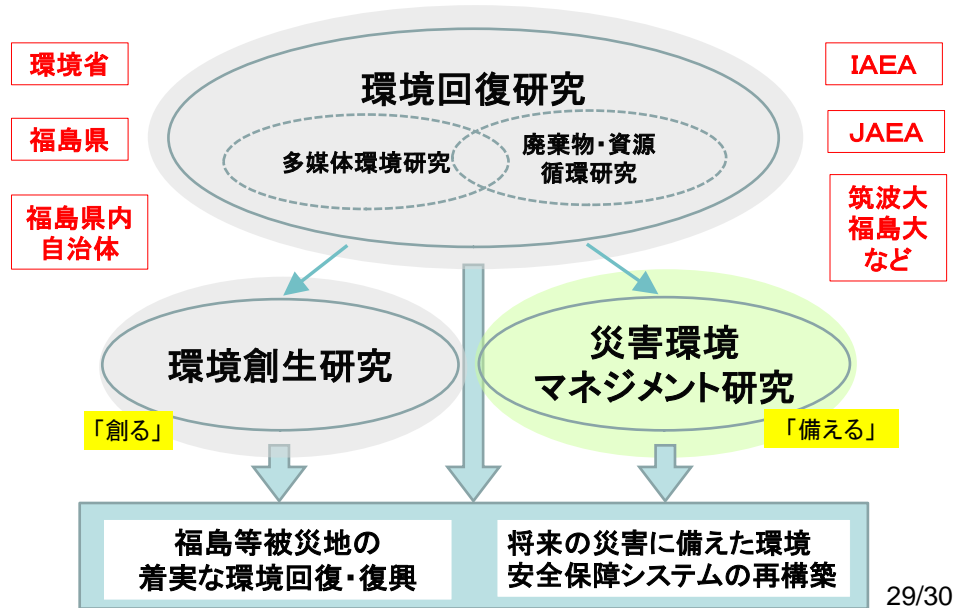 環境省
福島県
福島県内
自治体
環境回復研究
多媒体環境研究
廃棄物・資源
循環研究
IAEA
JAEA
筑波大
福島大
など
環境創生研究
「創る」
災害環境
マネジメント研究
「備える」
福島等被災地の
着実な環境回復・復興
将来の災害に備えた環境
安全保障システムの再構築
29/30